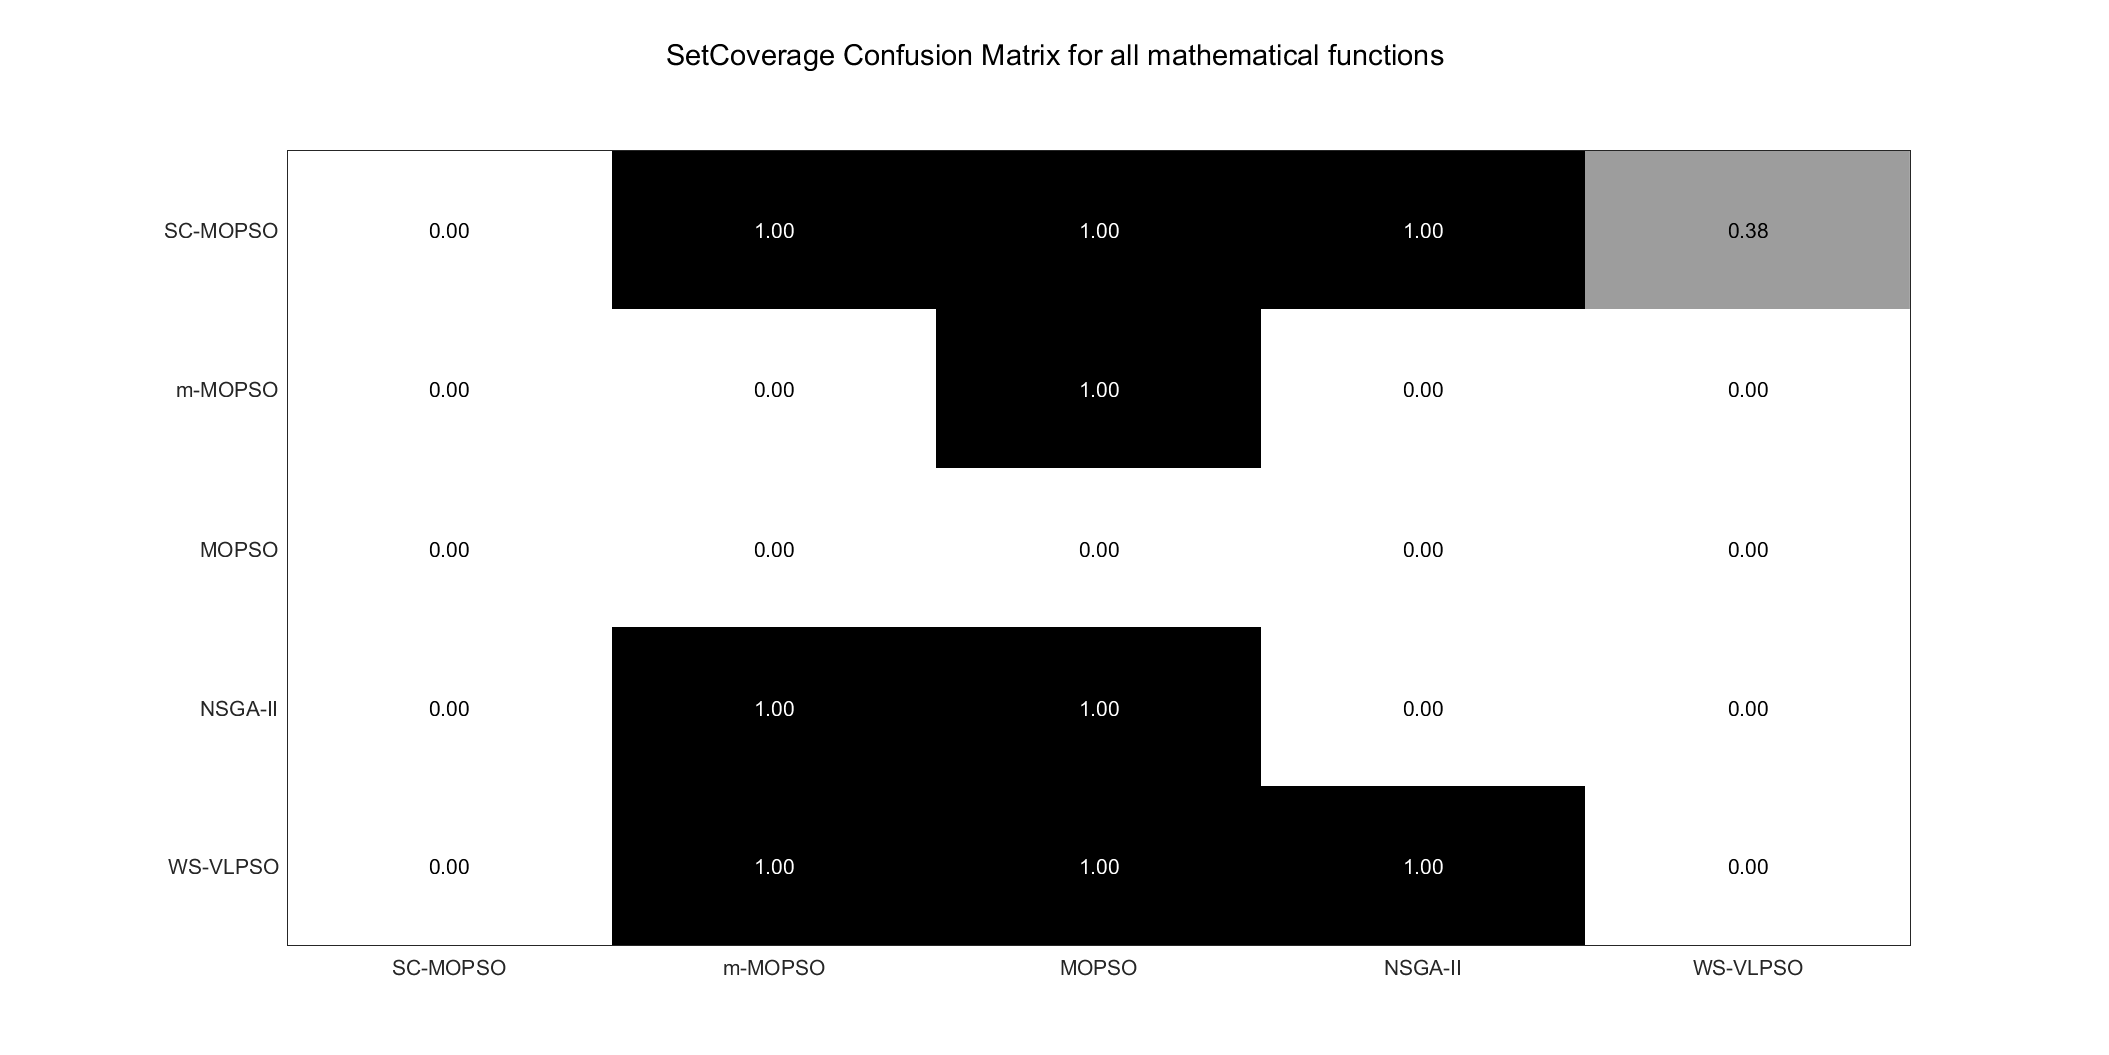 SetCoverage Confusion Matrix for all mathematical functions
SC-MOPSO 0.00 1.00 1.00 1.00 0.38
m-MOPSO 0.00 0.00 1.00 0.00 0.00
MOPSO 0.00 0.00 0.00 0.00 0.00
NSGA-II 0.00 1.00 1.00 0.00 0.00
WS-VLPSO 0.00 1.00 1.00 1.00 0.00
SC-MOPSO m-MOPSO MOPSO NSGA-II WS-VLPSO